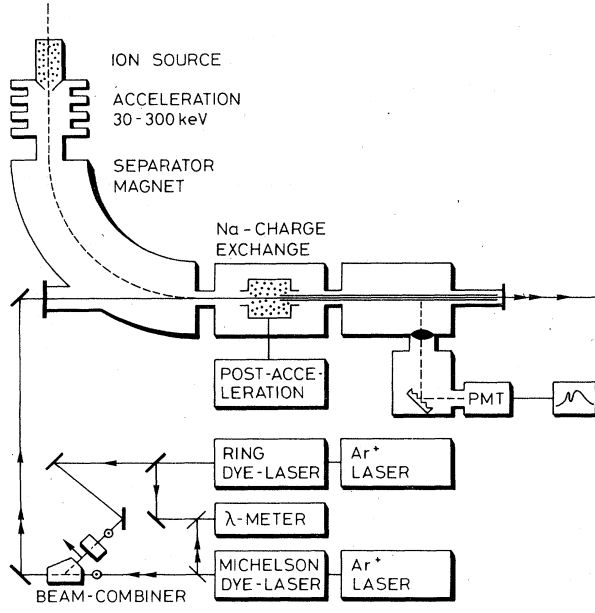 ION SOURCE
ACCELERATION
30-300 keV
SEPARATOR
MAGNET
Na-CHARGE
EXCHANGE
POST-ACCE-
LERATION
PMT
RING
DYE-LASER
Ar+
LASER
λ-METER
MICHELSON
DYE-LASER
Ar+
LASER
BEAM-COMBINER